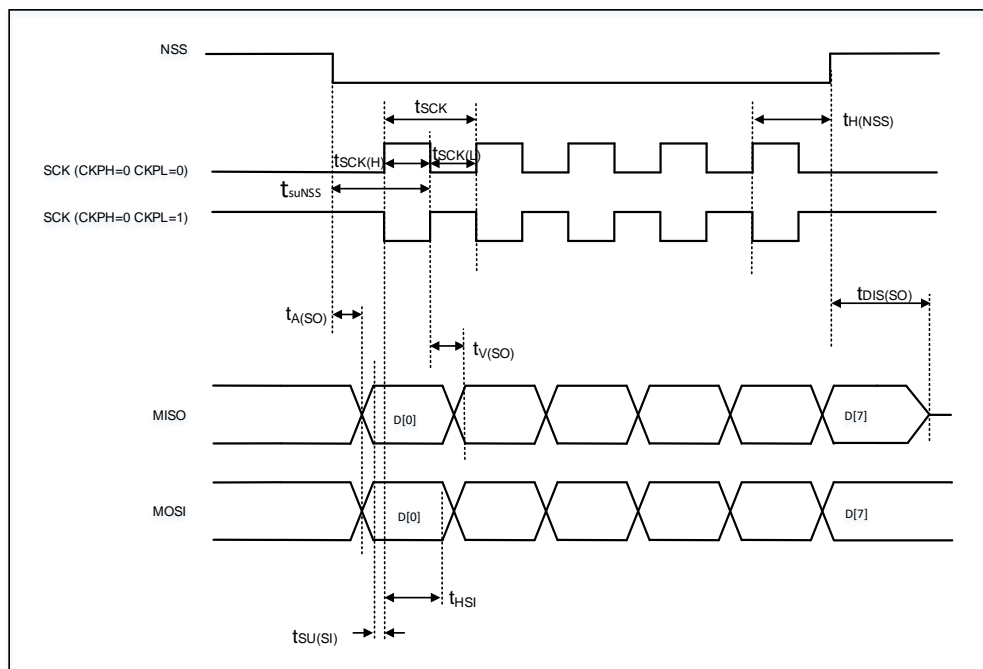 NSS
tSCK
tH(NSS)
tSCK(H)
tSCK(L)
SCK (CKPH=0 CKPL=0)
tsuNSS
SCK (CKPH=0 CKPL=1)
tDIS(SO)
tA(SO)
tV(SO)
MISO
D[0]
D[7]
MOSI
D[0]
D[7]
tHSI
tSU(SI)